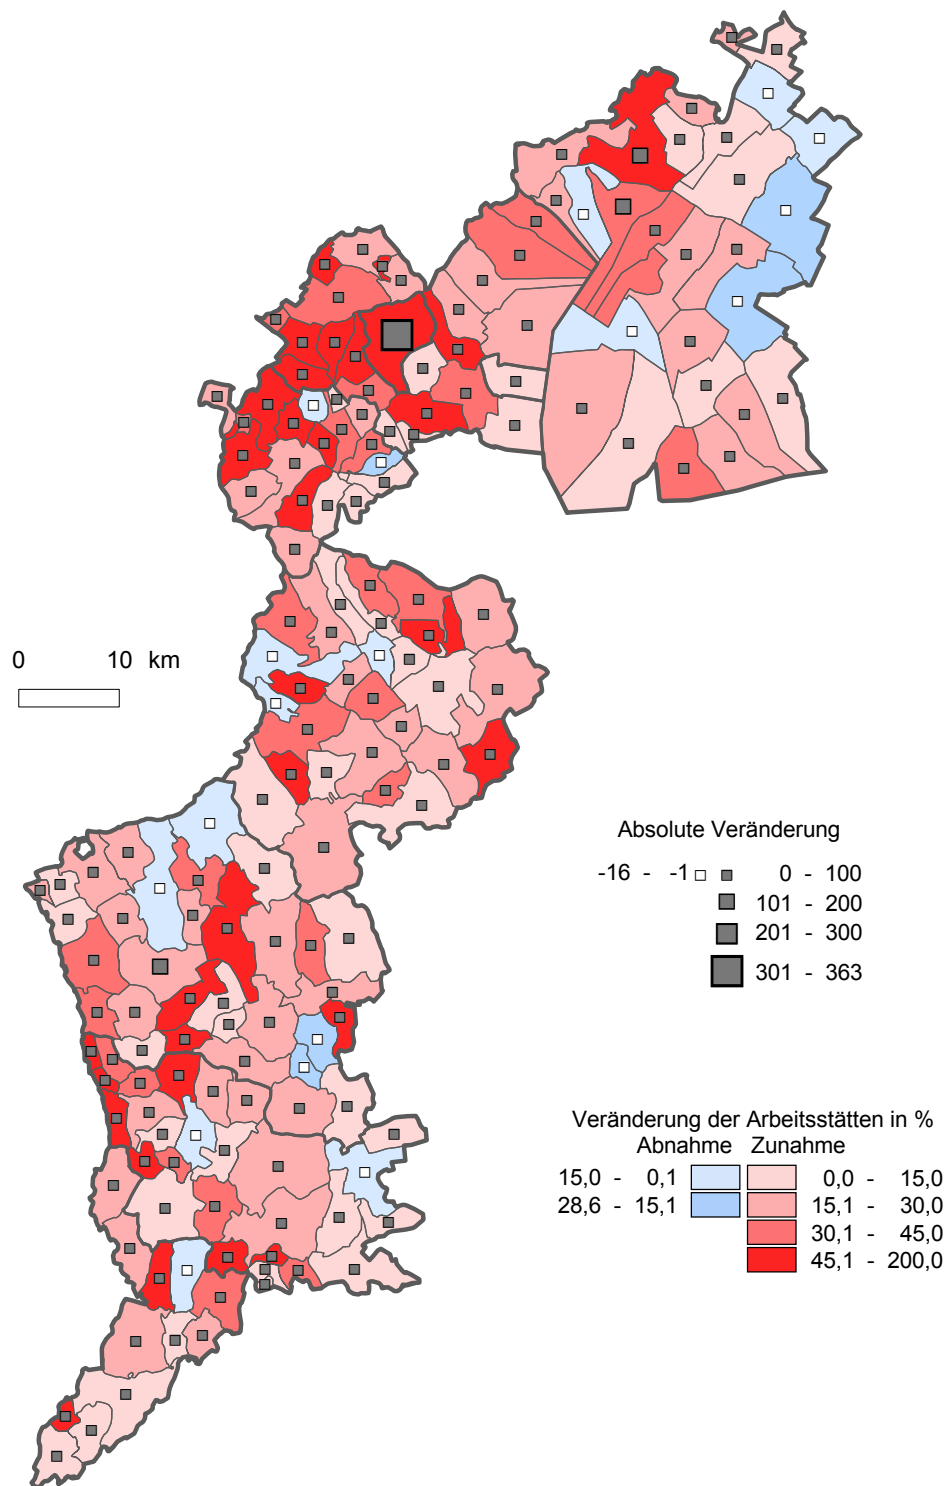 0 10 km
Absolute Veränderung
-16 - -1 0 - 100
101 - 200
201 - 300
301 - 363
Veränderung der Arbeitsstätten in %
Abnahme Zunahme
15,0 - 0,1 0,0 - 15,0
28,6 - 15,1 15,1 - 30,0
30,1 - 45,0
45,1 - 200,0